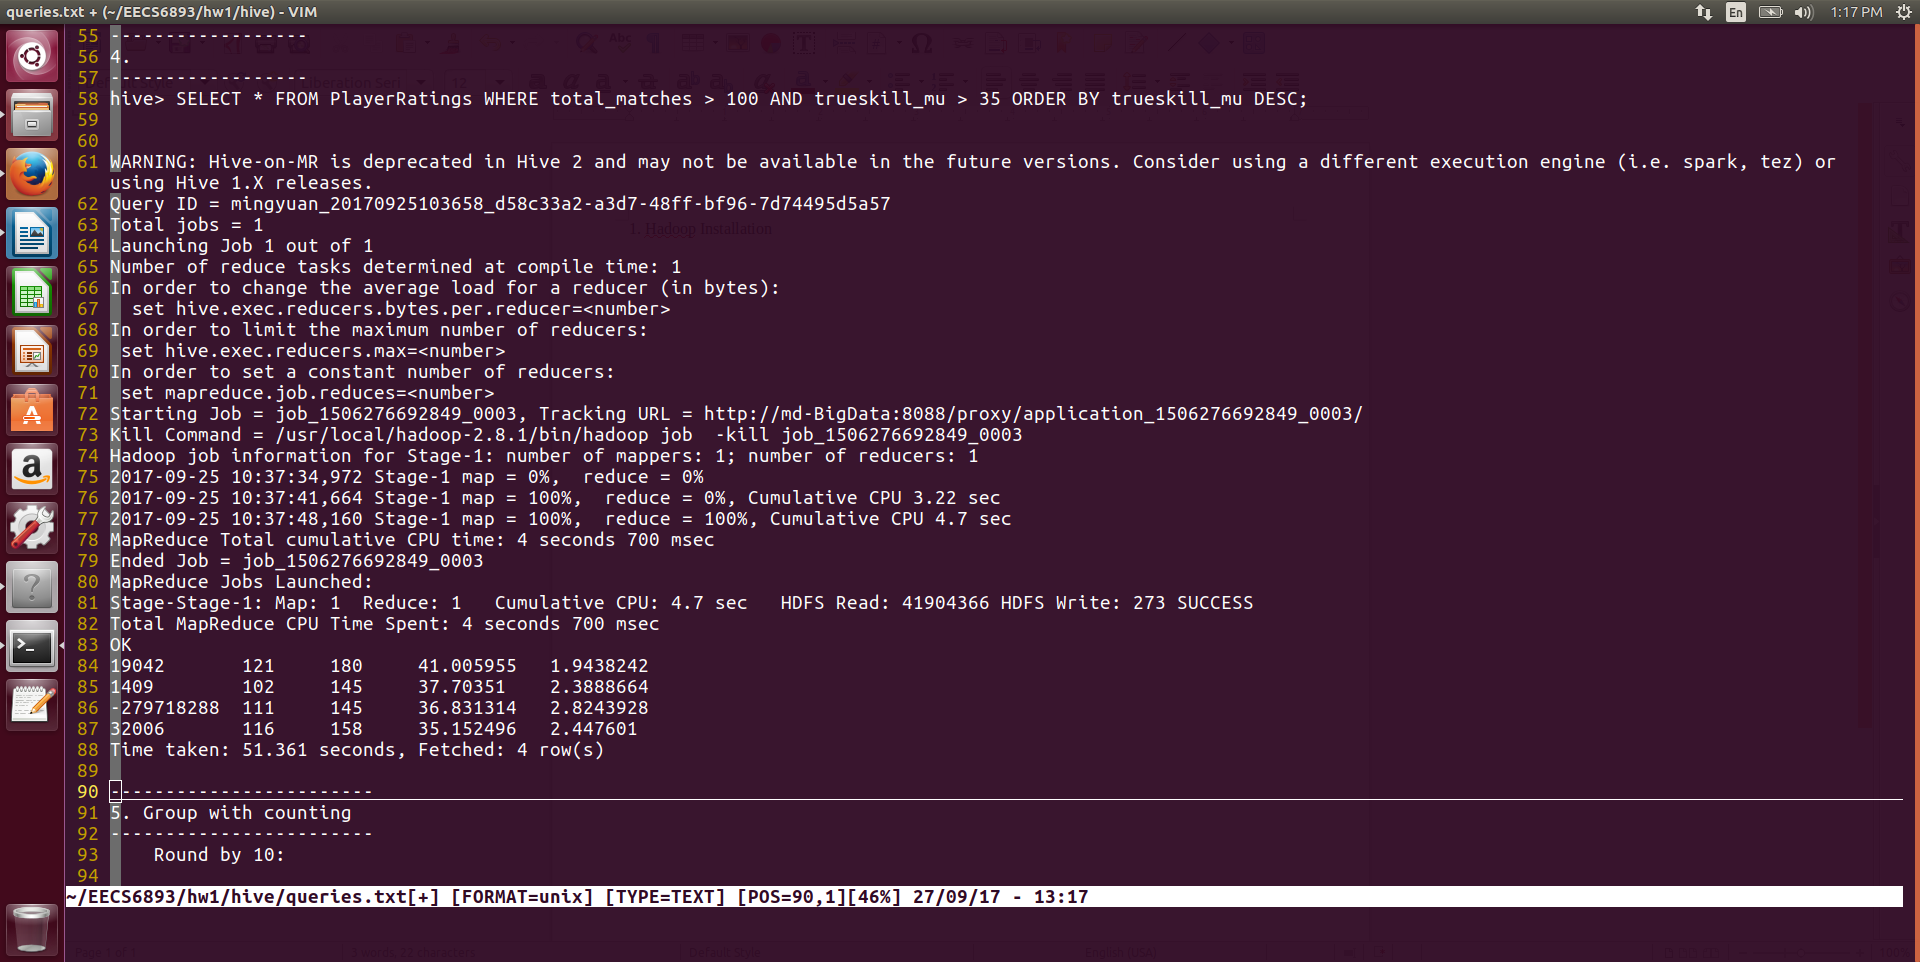 queries.txt + (~/EECS6893/hw1/hive) - VIM
En
1:17 PM
55 ------------------
56 4.
57 ------------------
58 hive> SELECT * FROM PlayerRatings WHERE total_matches > 100 AND trueskill_mu > 35 ORDER BY trueskill_mu DESC;
59
60
61 WARNING: Hive-on-MR is deprecated in Hive 2 and may not be available in the future versions. Consider using a different execution engine (i.e. spark, tez) or
using Hive 1.X releases.
62 Query ID = mingyuan_20170925103658_d58c33a2-a3d7-48ff-bf96-7d74495d5a57
63 Total jobs = 1
1. Hadoop Installation
64 Launching Job 1 out of 1
65 Number of reduce tasks determined at compile time: 1
66 In order to change the average load for a reducer (in bytes):
67   set hive.exec.reducers.bytes.per.reducer=<number>
68 In order to limit the maximum number of reducers:
69  set hive.exec.reducers.max=<number>
70 In order to set a constant number of reducers:
71  set mapreduce.job.reduces=<number>
72 Starting Job = job_1506276692849_0003, Tracking URL = http://md-BigData:8088/proxy/application_1506276692849_0003/
73 Kill Command = /usr/local/hadoop-2.8.1/bin/hadoop job  -kill job_1506276692849_0003
74 Hadoop job information for Stage-1: number of mappers: 1; number of reducers: 1
75 2017-09-25 10:37:34,972 Stage-1 map = 0%,  reduce = 0%
76 2017-09-25 10:37:41,664 Stage-1 map = 100%,  reduce = 0%, Cumulative CPU 3.22 sec
77 2017-09-25 10:37:48,160 Stage-1 map = 100%,  reduce = 100%, Cumulative CPU 4.7 sec
78 MapReduce Total cumulative CPU time: 4 seconds 700 msec
79 Ended Job = job_1506276692849_0003
80 MapReduce Jobs Launched:
81 Stage-Stage-1: Map: 1  Reduce: 1   Cumulative CPU: 4.7 sec   HDFS Read: 41904366 HDFS Write: 273 SUCCESS
82 Total MapReduce CPU Time Spent: 4 seconds 700 msec
83 OK
84 19042       121     180     41.005955   1.9438242
85 1409        102     145     37.70351    2.3888664
86 -279718288  111     145     36.831314   2.8243928
87 32006       116     158     35.152496   2.447601
88 Time taken: 51.361 seconds, Fetched: 4 row(s)
89
90 ------------------------
91 5. Group with counting
92 ------------------------
93     Round by 10:
94
~/EECS6893/hw1/hive/queries.txt[+] [FORMAT=unix] [TYPE=TEXT] [POS=90,1][46%] 27/09/17 - 13:17